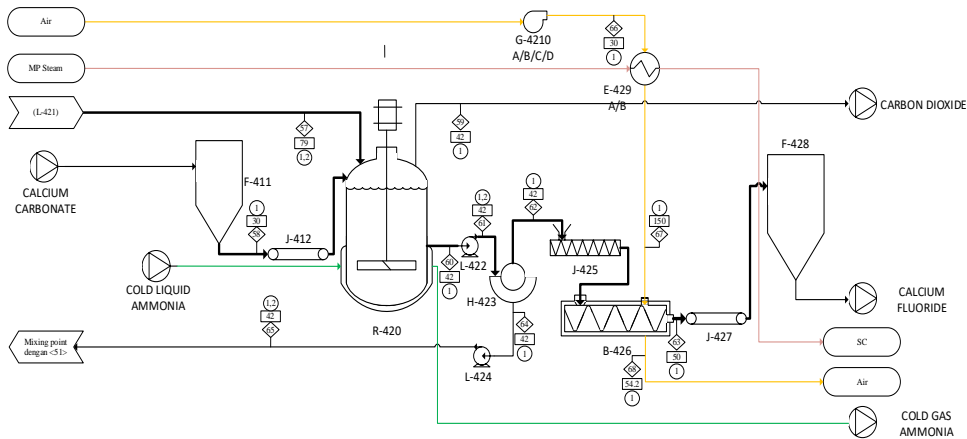 Air
G-4210
A/B/C/D
66
30
1
MP Steam
E-429
A/B
(L-421)
57
79
1,2
59
42
1
CARBON DIOXIDE
F-428
F-411
CALCIUM
CARBONATE
1
30
58
J-412
1,2
42
61
1
42
62
1
150
67
60
42
1
L-422
J-425
H-423
COLD LIQUID
AMMONIA
R-420
CALCIUM
FLUORIDE
1,2
42
65
64
42
1
B-426
63
50
1
J-427
Mixing point
dengan <51>
L-424
SC
68
54.2
1
Air
COLD GAS
AMMONIA